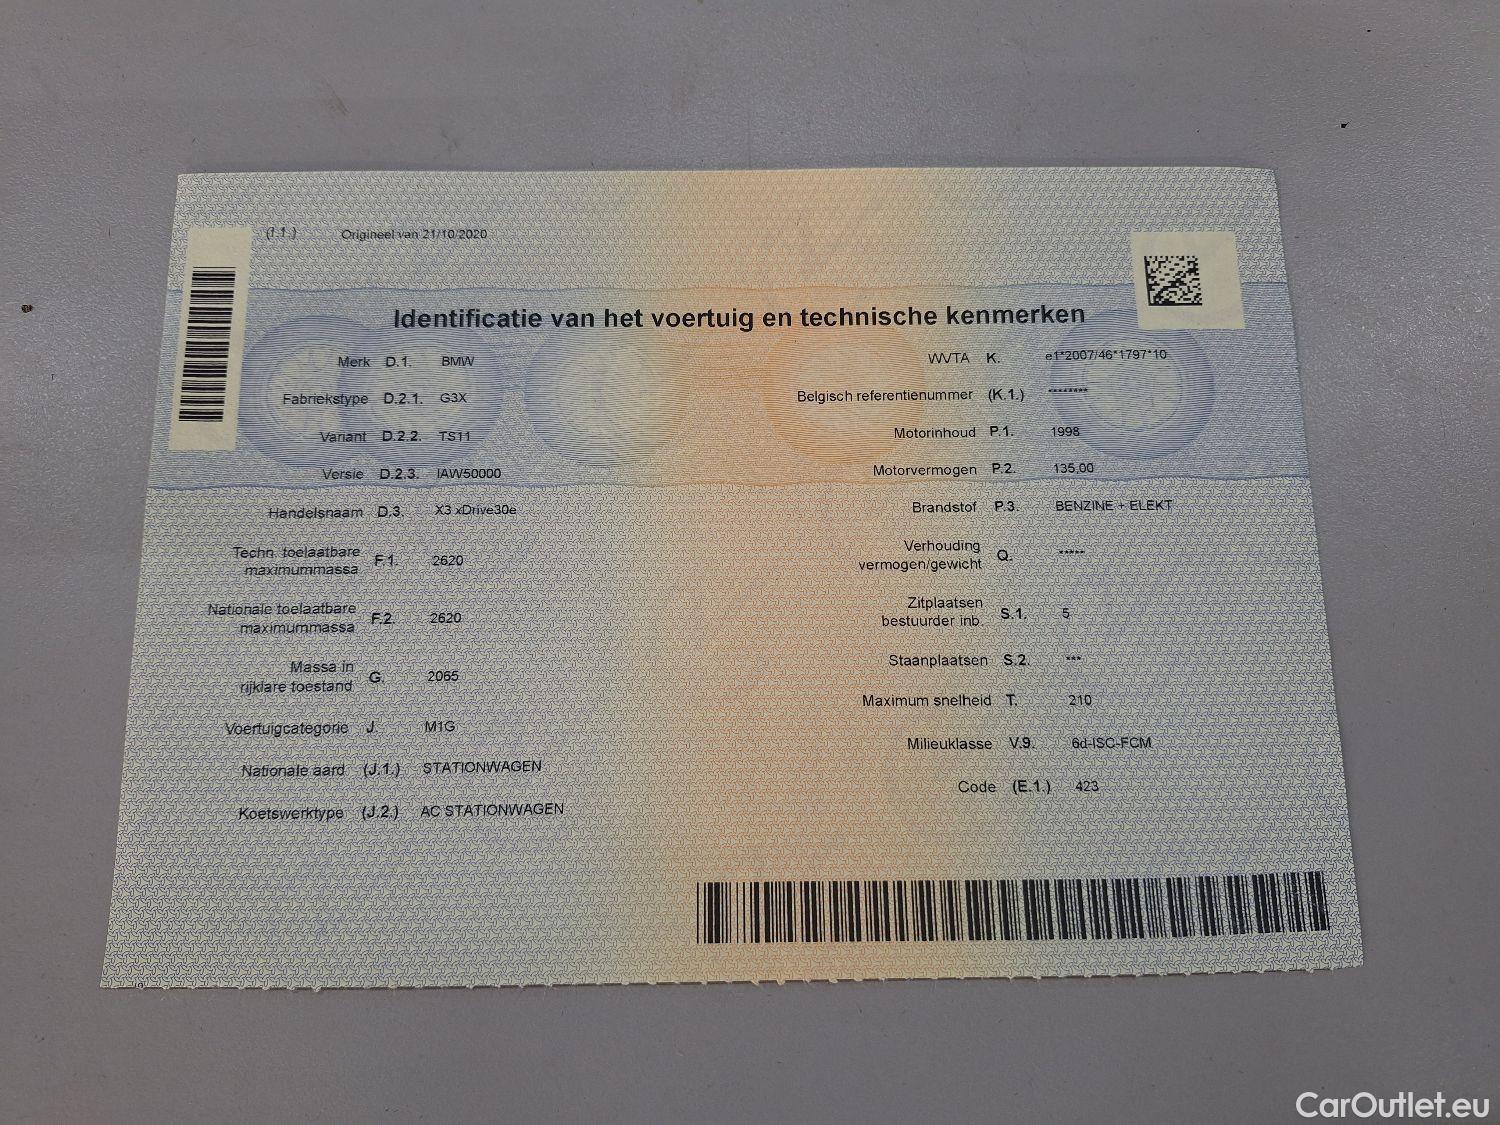 (I.1.) Origineel van 21/10/2020
Identificatie van het voertuig en technische kenmerken
Merk D.1. BMW
Fabriekstype D.2.1. G3X
Variant D.2.2. TS11
Versie D.2.3. IAW50000
Handelsnaam D.3. X3 xDrive30e
Techn. toelaatbare
maximummassa F.1. 2620
Nationale toelaatbare
maximummassa F.2. 2620
Massa in
rijklare toestand G. 2065
Voertuigcategorie J. M1G
Nationale aard (J.1.) STATIONWAGEN
Koetswerktype (J.2.) AC STATIONWAGEN
WVTA K. e1*2007/46*1797*10
Belgisch referentienummer (K.1.) ********
Motorinhoud P.1. 1998
Motorvermogen P.2. 135,00
Brandstof P.3. BENZINE + ELEKT
Verhouding
vermogen/gewicht Q. *****
Zitplaatsen
bestuurder inb. S.1. 5
Staanplaatsen S.2. ***
Maximum snelheid T. 210
Milieuklasse V.9. 6d-ISC-FCM
Code (E.1.) 423
CarOutlet.eu